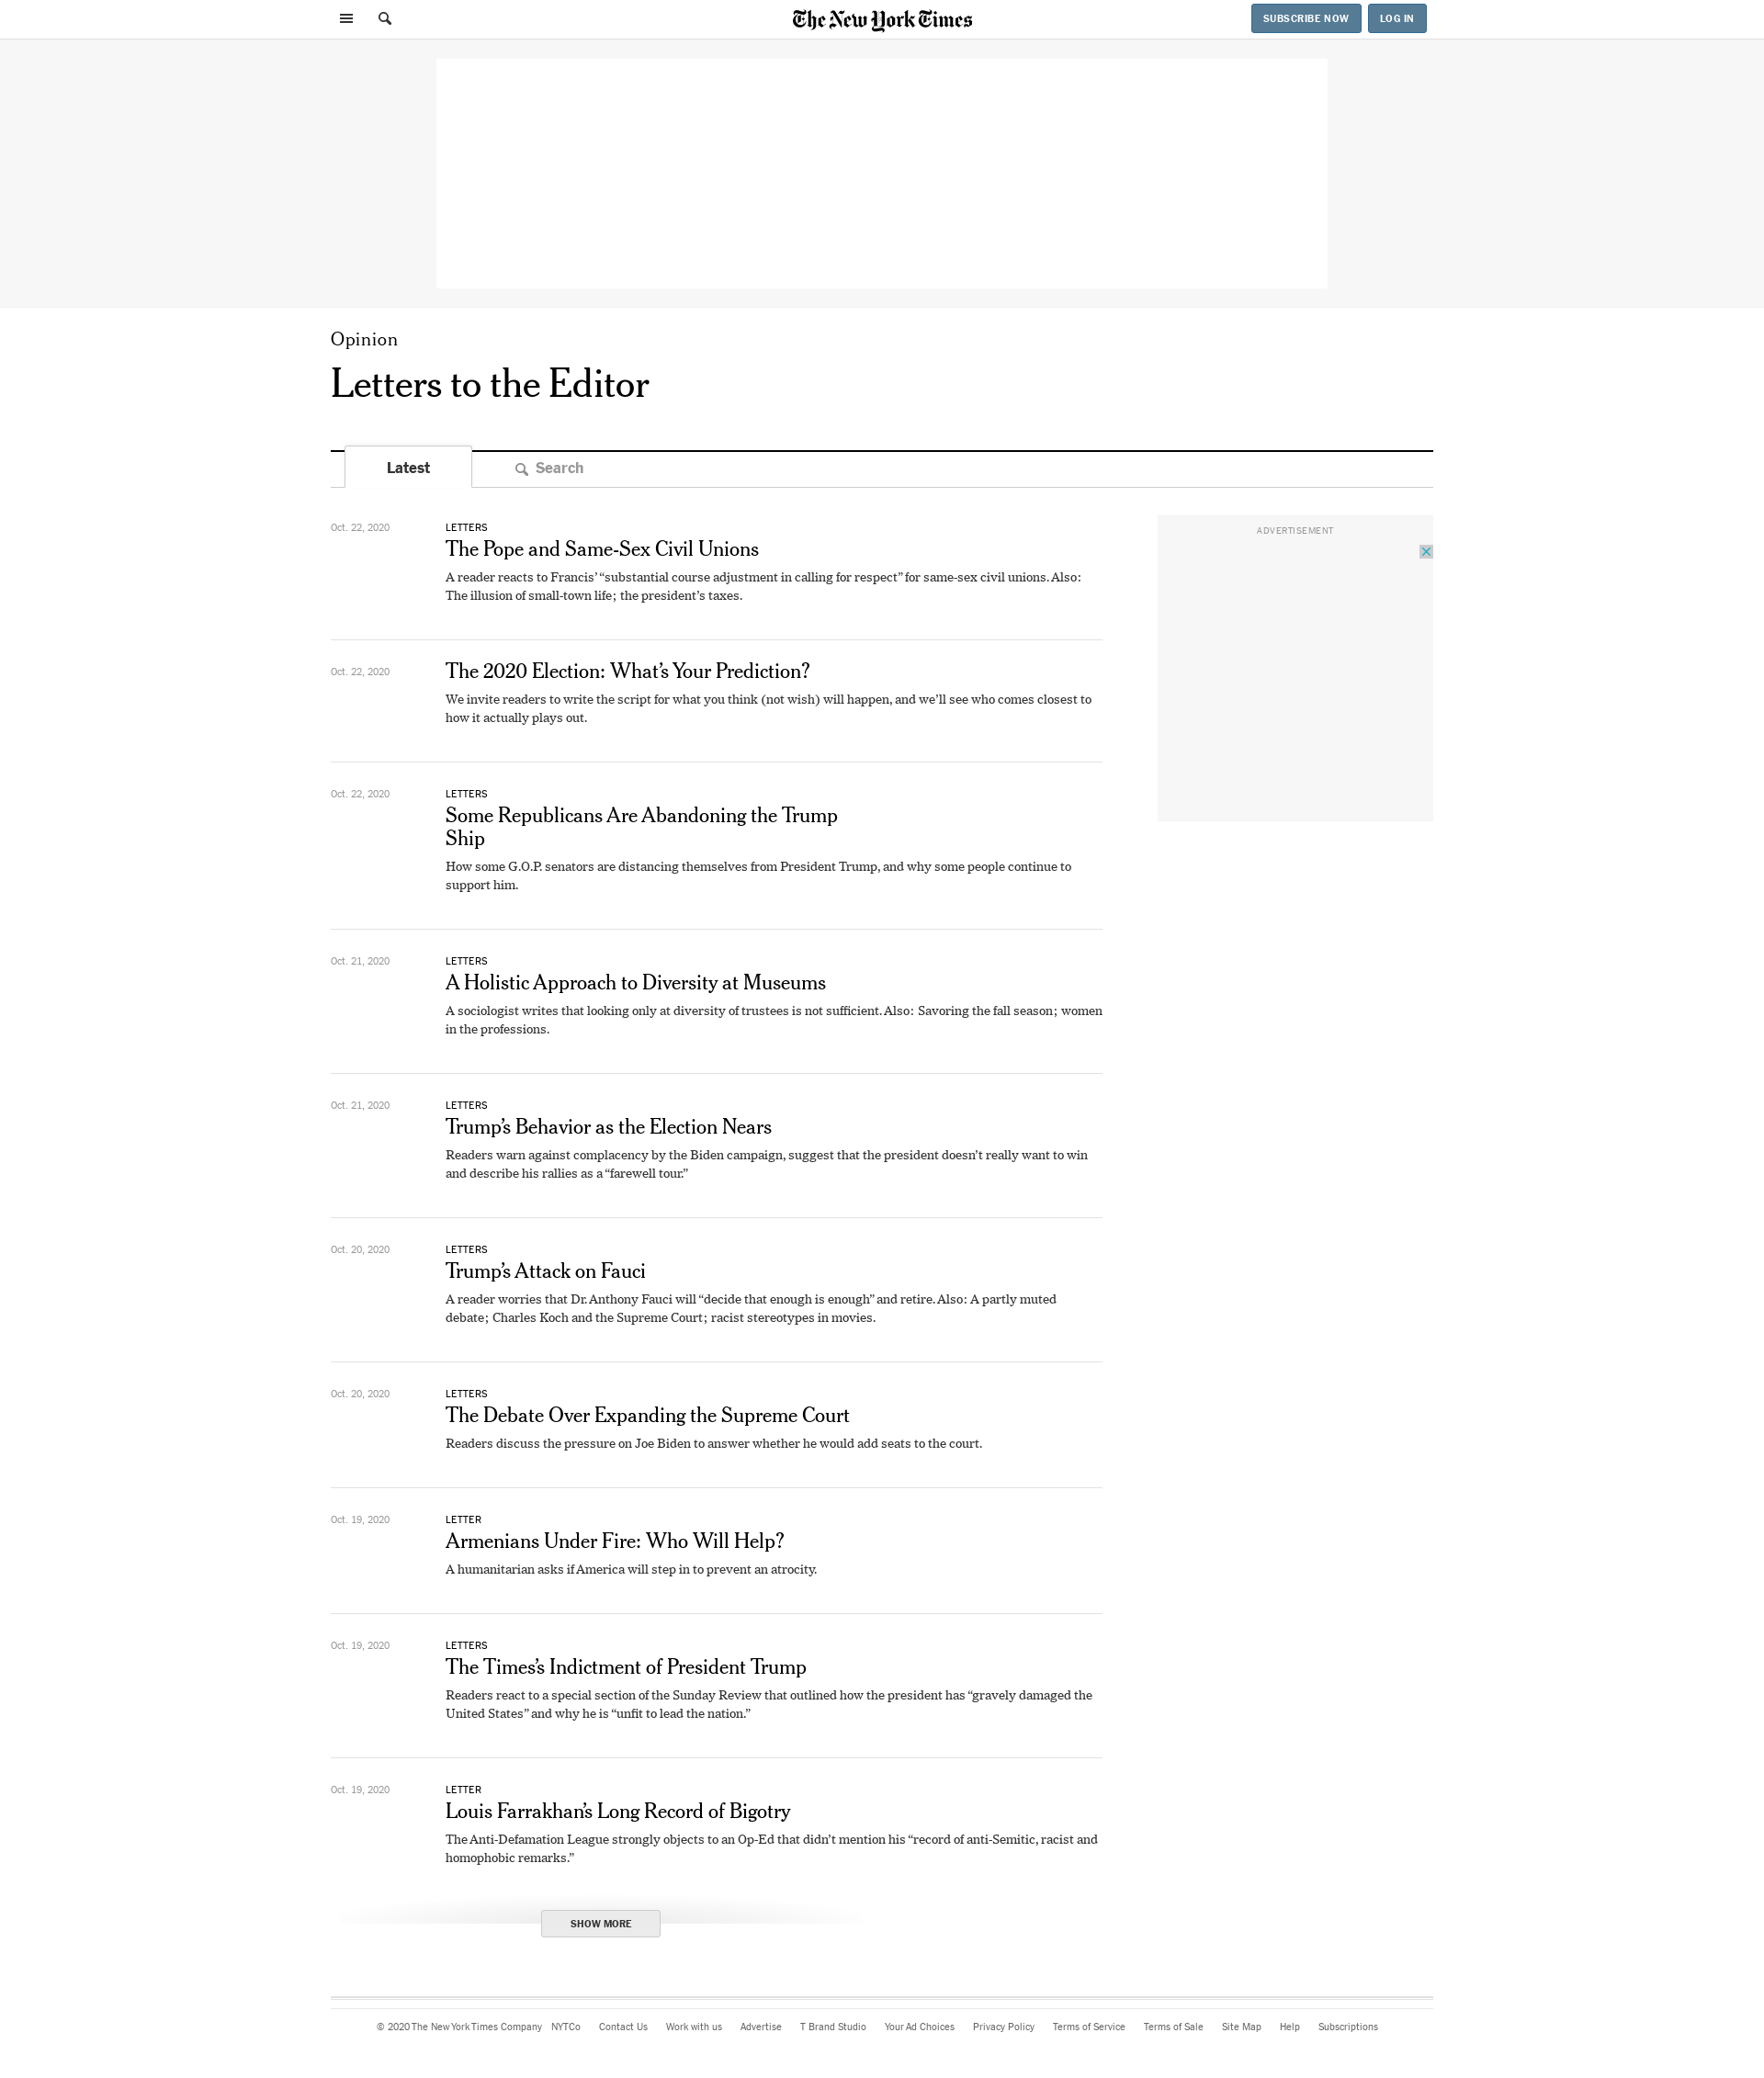 The New York Times
SUBSCRIBE NOW
LOG IN
Opinion
Letters to the Editor
Latest
Search
Oct. 22, 2020
LETTERS
The Pope and Same-Sex Civil Unions
A reader reacts to Francis’ “substantial course adjustment in calling for respect” for same-sex civil unions. Also:
The illusion of small-town life; the president’s taxes.
ADVERTISEMENT
Oct. 22, 2020
The 2020 Election: What’s Your Prediction?
We invite readers to write the script for what you think (not wish) will happen, and we’ll see who comes closest to
how it actually plays out.
Oct. 22, 2020
LETTERS
Some Republicans Are Abandoning the Trump
Ship
How some G.O.P. senators are distancing themselves from President Trump, and why some people continue to
support him.
Oct. 21, 2020
LETTERS
A Holistic Approach to Diversity at Museums
A sociologist writes that looking only at diversity of trustees is not sufficient. Also: Savoring the fall season; women
in the professions.
Oct. 21, 2020
LETTERS
Trump’s Behavior as the Election Nears
Readers warn against complacency by the Biden campaign, suggest that the president doesn’t really want to win
and describe his rallies as a “farewell tour.”
Oct. 20, 2020
LETTERS
Trump’s Attack on Fauci
A reader worries that Dr. Anthony Fauci will “decide that enough is enough” and retire. Also: A partly muted
debate; Charles Koch and the Supreme Court; racist stereotypes in movies.
Oct. 20, 2020
LETTERS
The Debate Over Expanding the Supreme Court
Readers discuss the pressure on Joe Biden to answer whether he would add seats to the court.
Oct. 19, 2020
LETTER
Armenians Under Fire: Who Will Help?
A humanitarian asks if America will step in to prevent an atrocity.
Oct. 19, 2020
LETTERS
The Times’s Indictment of President Trump
Readers react to a special section of the Sunday Review that outlined how the president has “gravely damaged the
United States” and why he is “unfit to lead the nation.”
Oct. 19, 2020
LETTER
Louis Farrakhan’s Long Record of Bigotry
The Anti-Defamation League strongly objects to an Op-Ed that didn’t mention his “record of anti-Semitic, racist and
homophobic remarks.”
SHOW MORE
© 2020 The New York Times Company NYTCo Contact Us Work with us Advertise T Brand Studio Your Ad Choices Privacy Policy Terms of Service Terms of Sale Site Map Help Subscriptions